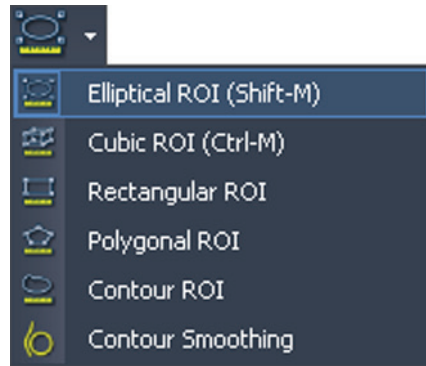 Elliptical ROI (Shift-M)
Cubic ROI (Ctrl-M)
Rectangular ROI
Polygonal ROI
Contour ROI
Contour Smoothing